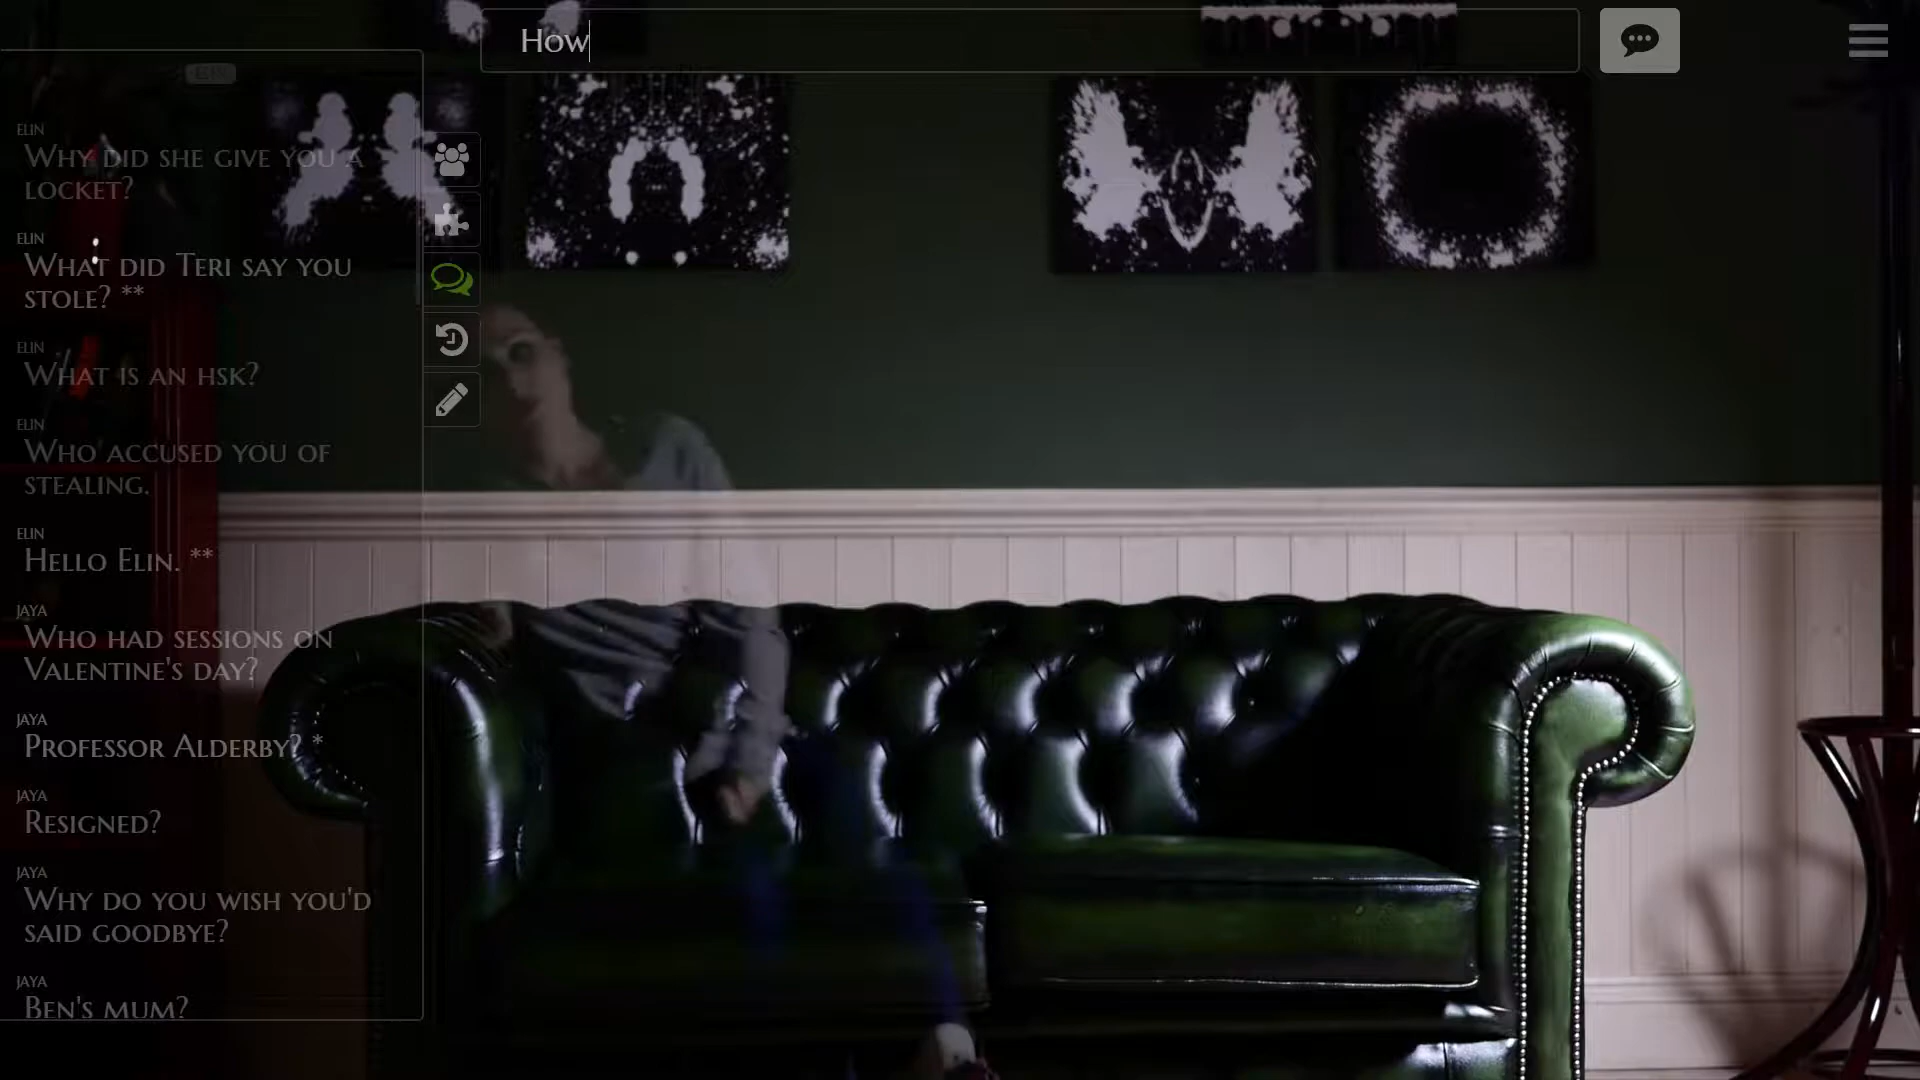 How
ELIN
ELIN
WHY DID SHE GIVE YOU A
LOCKET?
ELIN
WHAT DID TERI SAY YOU
STOLE? **
ELIN
WHAT IS AN HSK?
ELIN
WHO ACCUSED YOU OF
STEALING.
ELIN
HELLO ELIN. **
JAYA
WHO HAD SESSIONS ON
VALENTINE'S DAY?
JAYA
PROFESSOR ALDERBY? *
JAYA
RESIGNED?
JAYA
WHY DO YOU WISH YOU'D
SAID GOODBYE?
JAYA
BEN'S MUM?